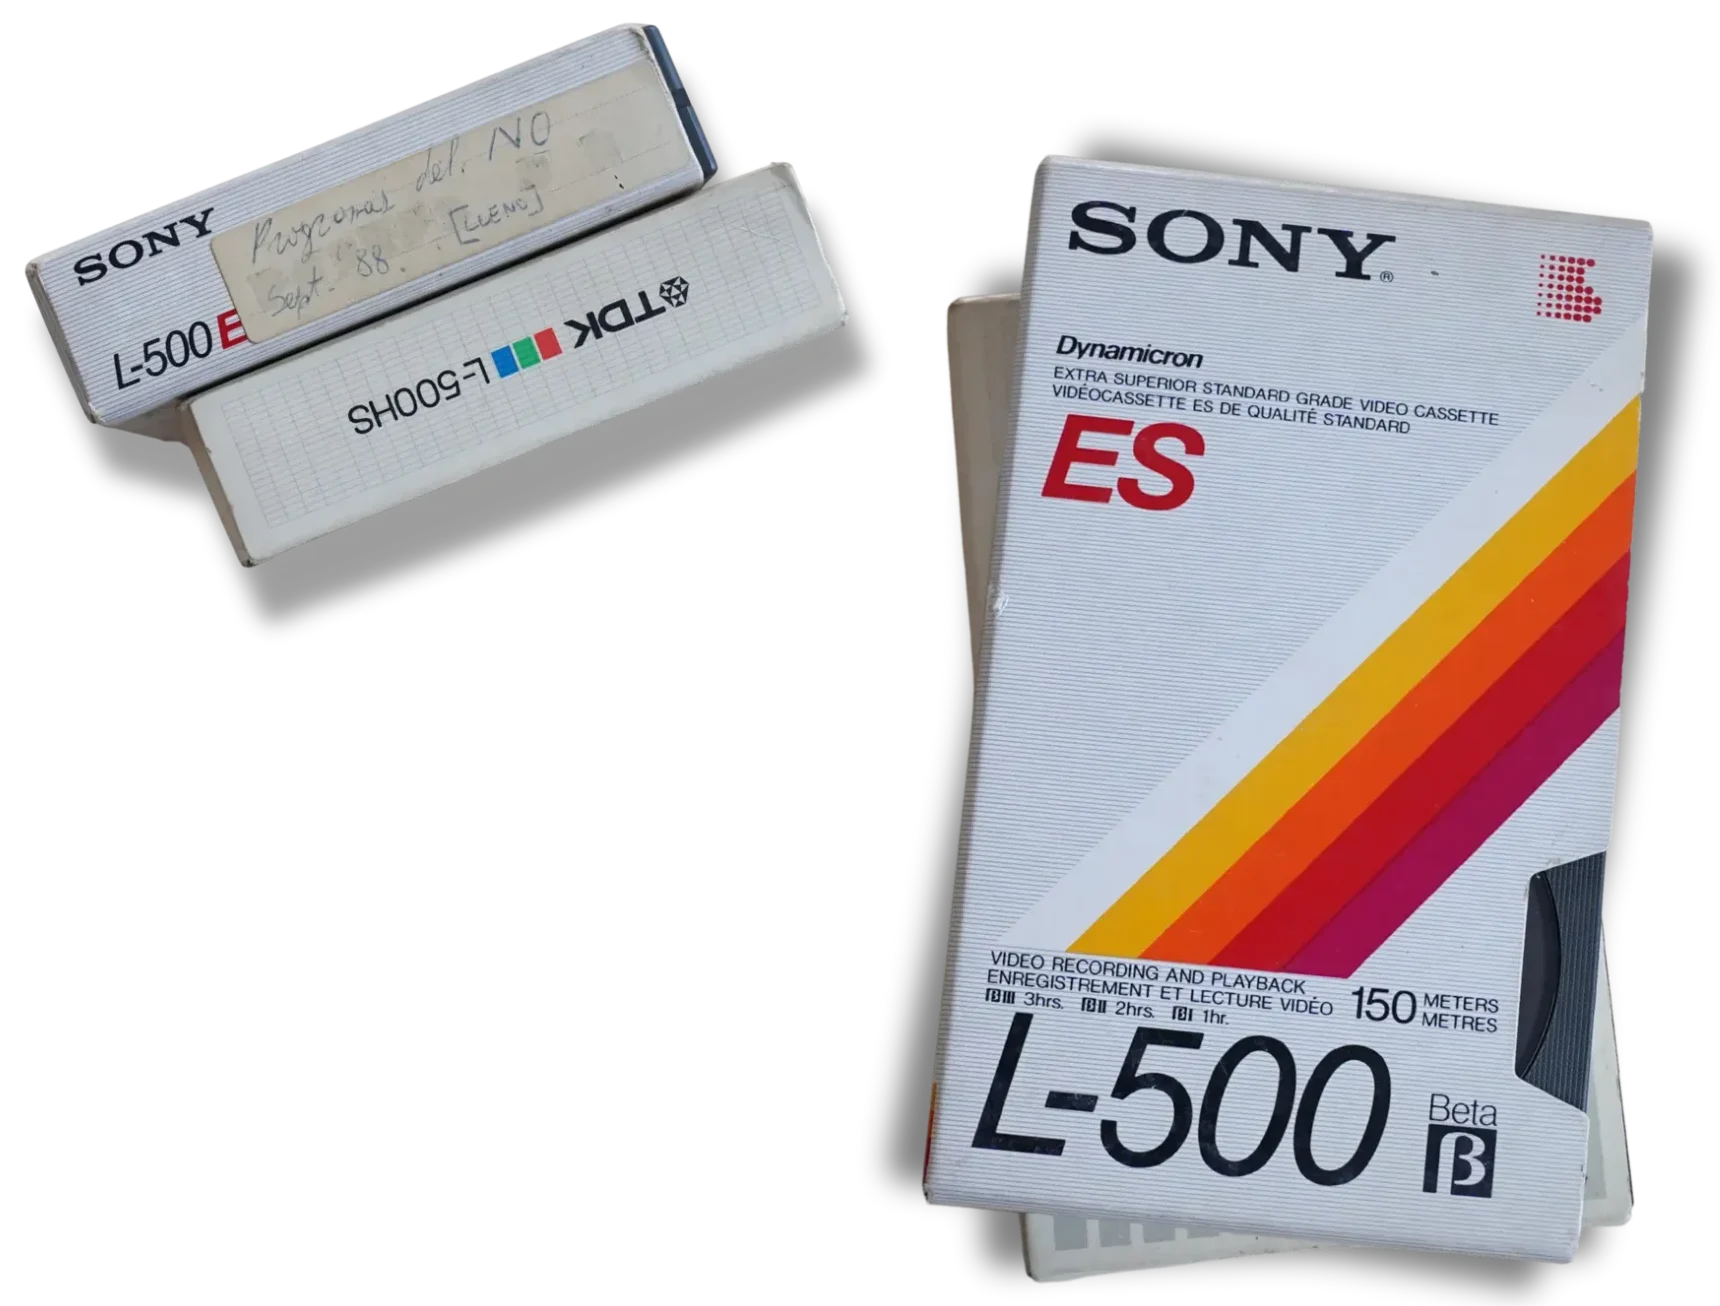 SONY
Programas del. NO
Sept. '88. [LLENO]
L-500 E
TDK L-500HS
SONY®
Dynamicron
EXTRA SUPERIOR STANDARD GRADE VIDEO CASSETTE
VIDÉOCASSETTE ES DE QUALITÉ STANDARD
ES
VIDEO RECORDING AND PLAYBACK
ENREGISTREMENT ET LECTURE VIDÉO
150 METERS
METRES
βIII 3hrs. βII 2hrs. βI 1hr.
L-500
Beta
β